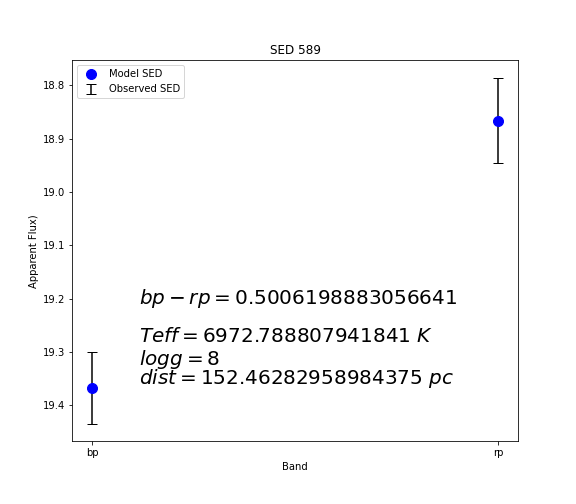 SED 589
Model SED
Observed SED
18.8
18.9
19.0
19.1
19.2
19.3
19.4
Apparent Flux)
bp − rp = 0.5006198883056641
Teff = 6972.788807941841 K
logg = 8
dist = 152.46282958984375 pc
bp
rp
Band